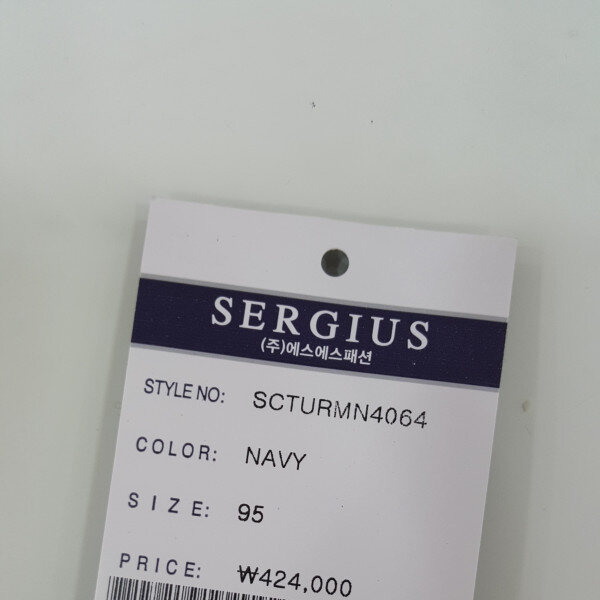 SERGIUS
(주)에스에스패션
STYLE NO: SCTURMN4064
COLOR: NAVY
SIZE: 95
PRICE: ₩424,000